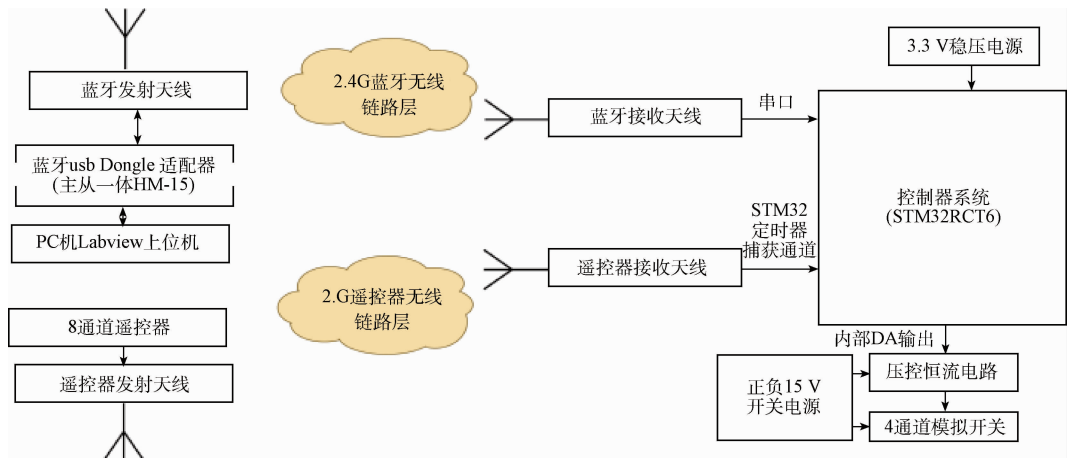 蓝牙发射天线
蓝牙usb Dongle 适配器
(主从一体HM-15)
PC机Labview上位机
8通道遥控器
遥控器发射天线
2.4G蓝牙无线
链路层
2.G遥控器无线
链路层
蓝牙接收天线
串口
遥控器接收天线
STM32
定时器
捕获通道
3.3 V稳压电源
控制器系统
(STM32RCT6)
内部DA输出
正负15 V
开关电源
压控恒流电路
4通道模拟开关